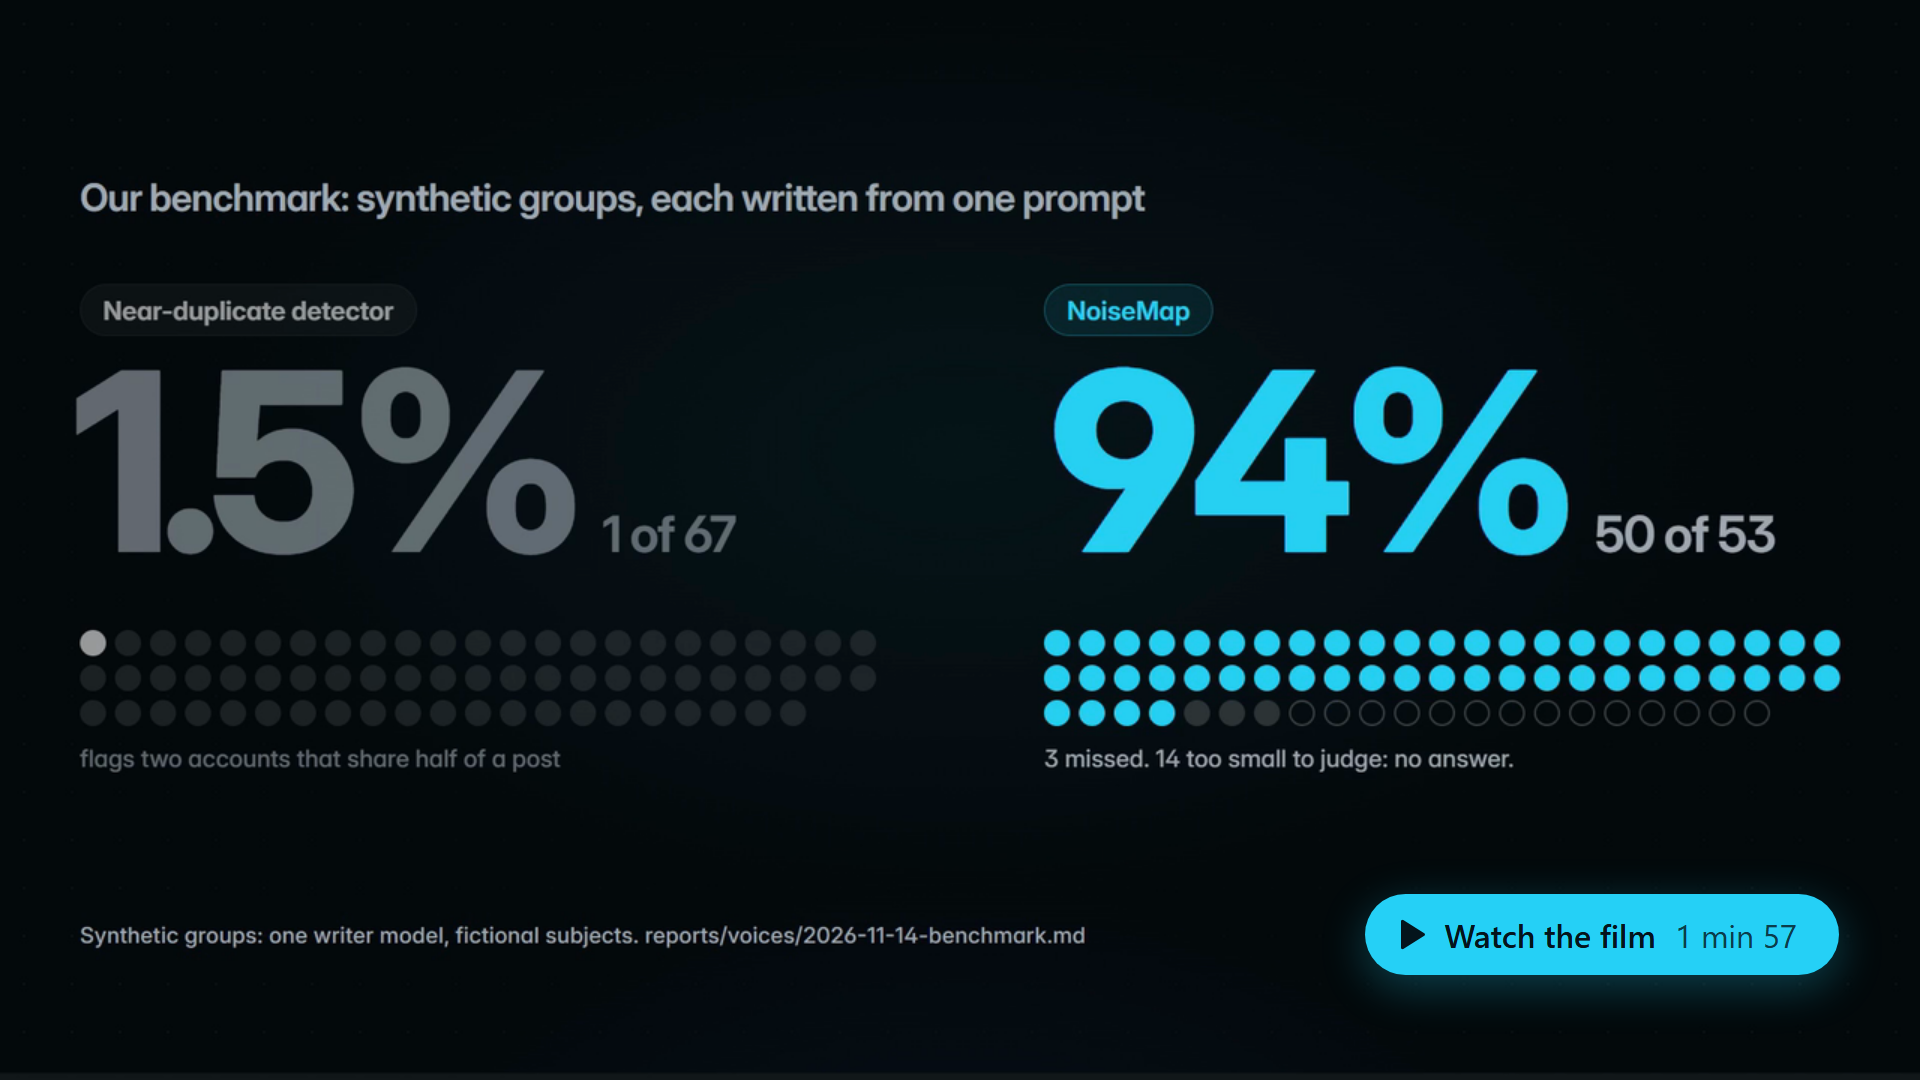 Our benchmark: synthetic groups, each written from one prompt
Near-duplicate detector
1.5% 1 of 67
flags two accounts that share half of a post
NoiseMap
94% 50 of 53
3 missed. 14 too small to judge: no answer.
Synthetic groups: one writer model, fictional subjects. reports/voices/2026-11-14-benchmark.md
Watch the film 1 min 57